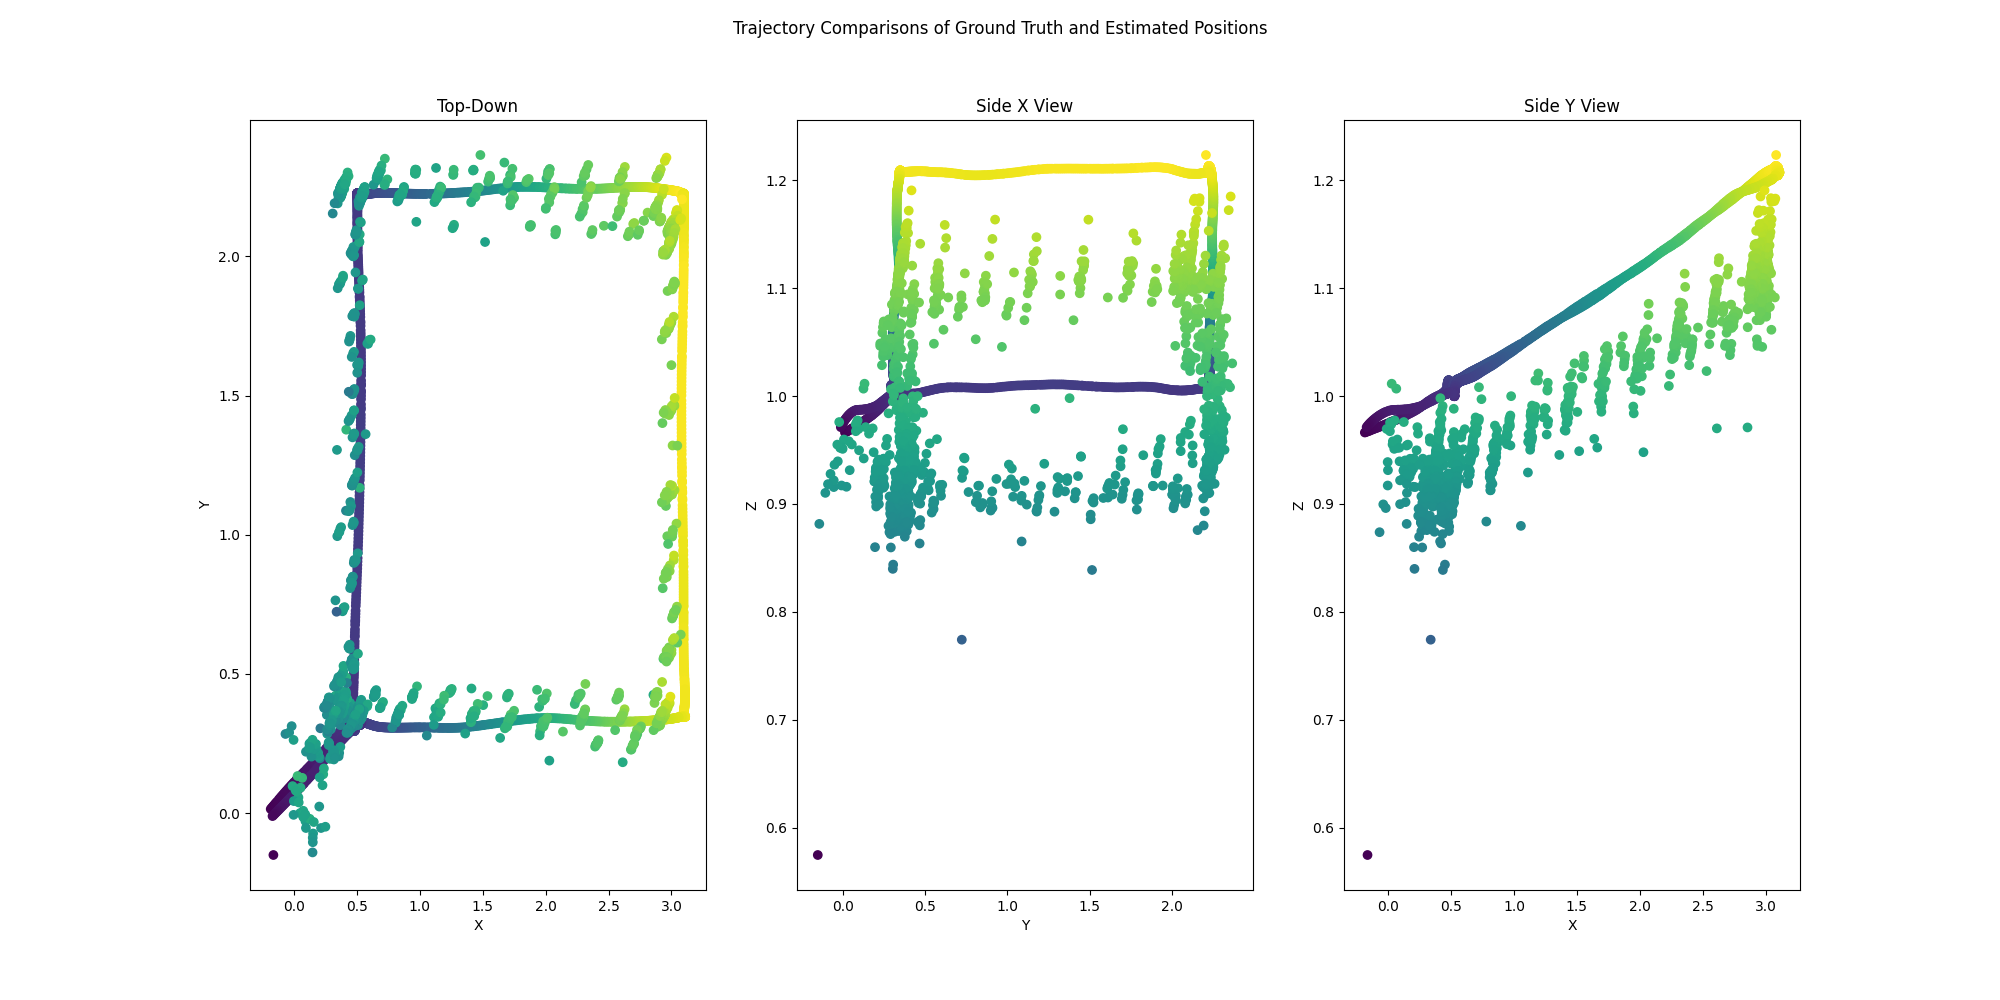 Trajectory Comparisons of Ground Truth and Estimated Positions
Top-Down
Side X View
Side Y View
Y
2.0
1.5
1.0
0.5
0.0
0.0 0.5 1.0 1.5 2.0 2.5 3.0
X
Z
1.2
1.1
1.0
0.9
0.8
0.7
0.6
0.0 0.5 1.0 1.5 2.0
Y
Z
1.2
1.1
1.0
0.9
0.8
0.7
0.6
0.0 0.5 1.0 1.5 2.0 2.5 3.0
X